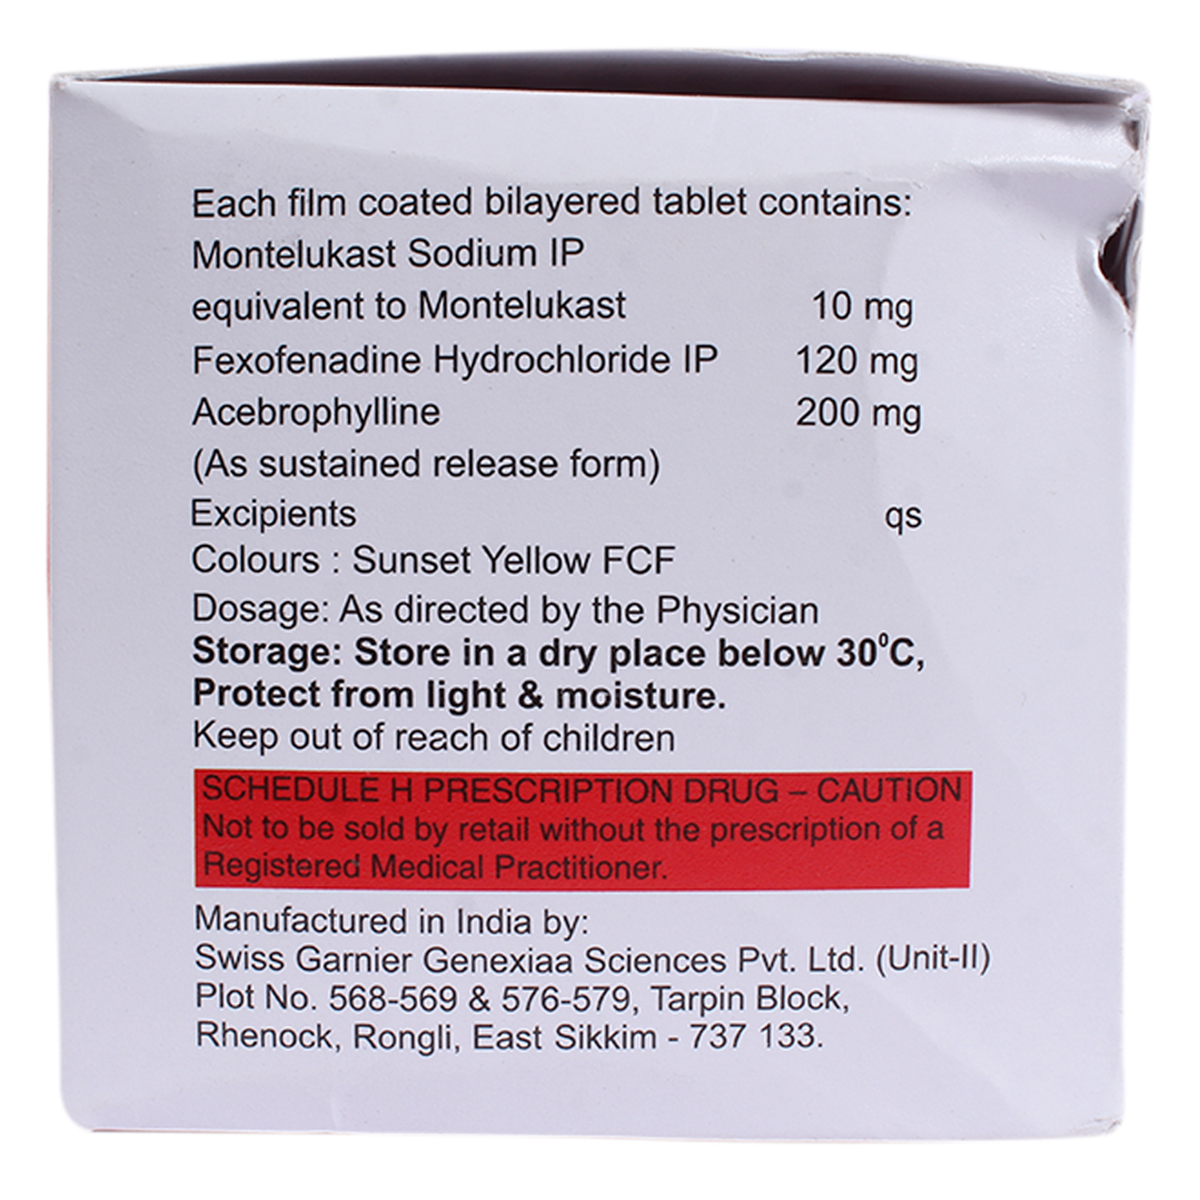 Each film coated bilayered tablet contains:
Montelukast Sodium IP
equivalent to Montelukast 10 mg
Fexofenadine Hydrochloride IP 120 mg
Acebrophylline 200 mg
(As sustained release form)
Excipients qs
Colours : Sunset Yellow FCF
Dosage: As directed by the Physician
Storage: Store in a dry place below 30⁰C,
Protect from light & moisture.
Keep out of reach of children
SCHEDULE H PRESCRIPTION DRUG – CAUTION
Not to be sold by retail without the prescription of a
Registered Medical Practitioner.
Manufactured in India by:
Swiss Garnier Genexiaa Sciences Pvt. Ltd. (Unit-II)
Plot No. 568-569 & 576-579, Tarpin Block,
Rhenock, Rongli, East Sikkim - 737 133.